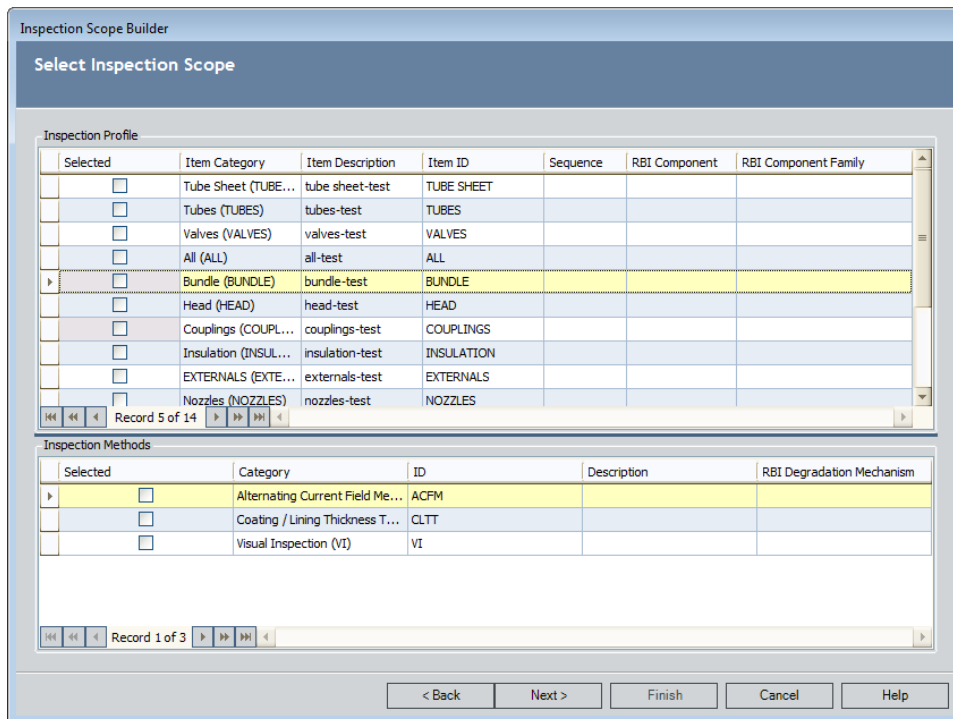 Inspection Scope Builder
Select Inspection Scope
Inspection Profile
Selected Item Category Item Description Item ID Sequence RBI Component RBI Component Family
Tube Sheet (TUBE... tube sheet-test TUBE SHEET
Tubes (TUBES) tubes-test TUBES
Valves (VALVES) valves-test VALVES
All (ALL) all-test ALL
Bundle (BUNDLE) bundle-test BUNDLE
Head (HEAD) head-test HEAD
Couplings (COUPL... couplings-test COUPLINGS
Insulation (INSUL... insulation-test INSULATION
EXTERNALS (EXTE... externals-test EXTERNALS
Nozzles (NOZZLES) nozzles-test NOZZLES
Record 5 of 14
Inspection Methods
Selected Category ID Description RBI Degradation Mechanism
Alternating Current Field Me... ACFM
Coating / Lining Thickness T... CLTT
Visual Inspection (VI) VI
Record 1 of 3
< Back Next > Finish Cancel Help